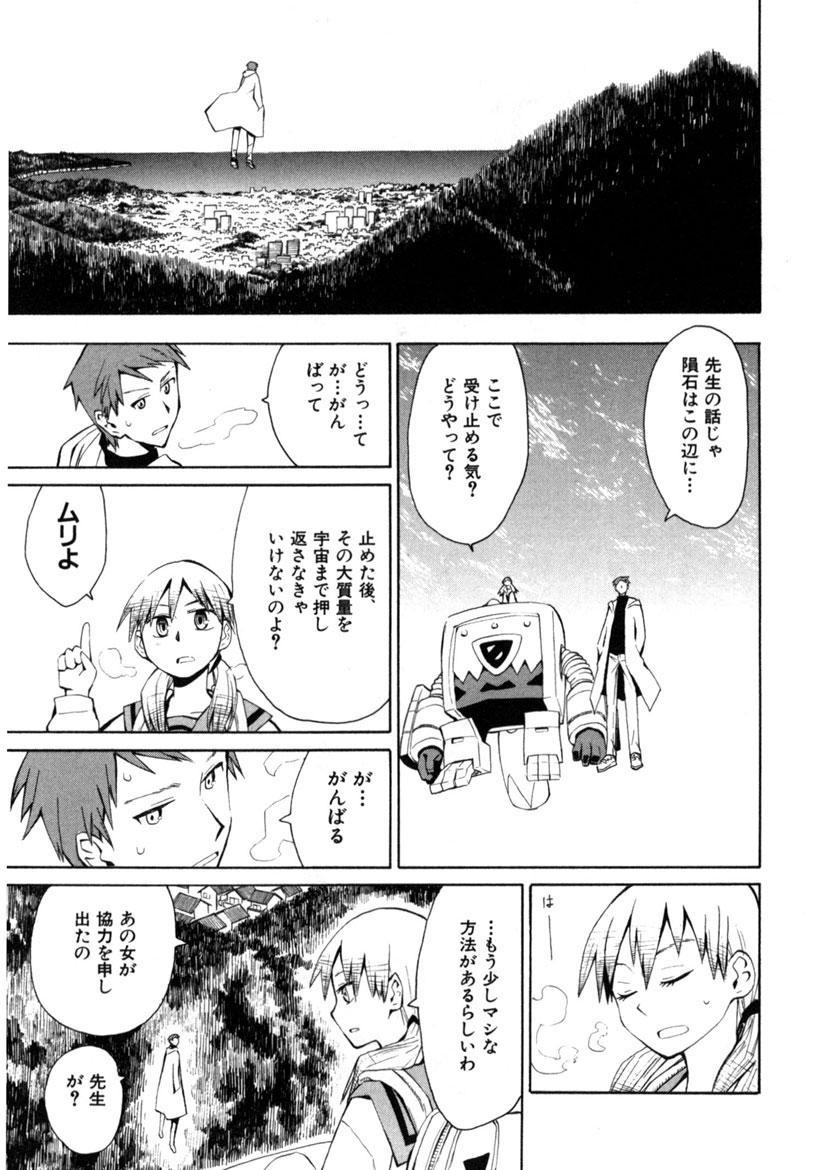 先生の話じゃ
隕石はこの辺に…
ここで
受け止める気?
どうやって?
どうっ…て
が…がん
ばって
止めた後、
その大質量を
宇宙まで押し
返さなきゃ
いけないのよ?
ムリよ
が…
がんばる
はー
…もう少しマシな
方法があるらしいわ
あの女が
協力を申し
出たの
先生
が?